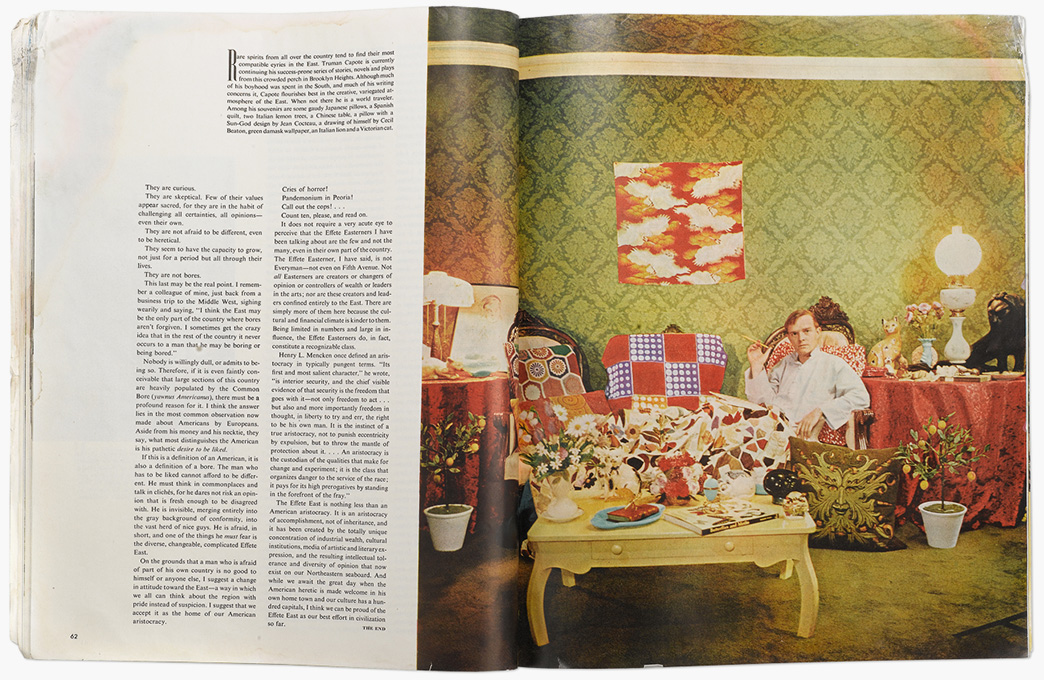 Rare spirits from all over the country tend to find their most
compatible eyries in the East. Truman Capote is currently
continuing his success-prone series of stories, novels and plays
from this crowded perch in Brooklyn Heights. Although much
of his boyhood was spent in the South, and much of his writing
concerns it, Capote flourishes best in the creative, variegated at-
mosphere of the East. When not there he is a world traveler.
Among his souvenirs are some gaudy Japanese pillows, a Spanish
quilt, two Italian lemon trees, a Chinese table, a pillow with a
Sun-God design by Jean Cocteau, a drawing of himself by Cecil
Beaton, green damask wallpaper, an Italian lion and a Victorian cat.
They are curious.
They are skeptical. Few of their values
appear sacred, for they are in the habit of
challenging all certainties, all opinions—
even their own.
They are not afraid to be different, even
to be heretical.
They seem to have the capacity to grow,
not just for a period but all through their
lives.
They are not bores.
This last may be the real point. I remem-
ber a colleague of mine, just back from a
business trip to the Middle West, sighing
wearily and saying, "I think the East may
be the only part of the country where bores
aren't forgiven. I sometimes get the crazy
idea that in the rest of the country it never
occurs to a man that he may be boring or
being bored."
Nobody is willingly dull, or admits to be-
ing so. Therefore, if it is even faintly con-
ceivable that large sections of this country
are heavily populated by the Common
Bore (yawnus Americanus), there must be a
profound reason for it. I think the answer
lies in the most common observation now
made about Americans by Europeans.
Aside from his money and his necktie, they
say, what most distinguishes the American
is his pathetic desire to be liked.
If this is a definition of an American, it is
also a definition of a bore. The man who
has to be liked cannot afford to be differ-
ent. He must think in commonplaces and
talk in clichés, for he dares not risk an opin-
ion that is fresh enough to be disagreed
with. He is invisible, merging entirely into
the gray background of conformity, into
the vast herd of nice guys. He is afraid, in
short, and one of the things he must fear is
the diverse, changeable, complicated Effete
East.
On the grounds that a man who is afraid
of part of his own country is no good to
himself or anyone else, I suggest a change
in attitude toward the East—a way in which
we all can think about the region with
pride instead of suspicion. I suggest that we
accept it as the home of our American
aristocracy.
Cries of horror!
Pandemonium in Peoria!
Call out the cops! . . .
Count ten, please, and read on.
It does not require a very acute eye to
perceive that the Effete Easterners I have
been talking about are the few and not the
many, even in their own part of the country.
The Effete Easterner, I have said, is not
Everyman—not even on Fifth Avenue. Not
all Easterners are creators or changers of
opinion or controllers of wealth or leaders
in the arts; nor are these creators and lead-
ers confined entirely to the East. There are
simply more of them here because the cul-
tural and financial climate is kinder to them.
Being limited in numbers and large in in-
fluence, the Effete Easterners do, in fact,
constitute a recognizable class.
Henry L. Mencken once defined an aris-
tocracy in typically pungent terms. "Its
first and most salient character," he wrote,
"is interior security, and the chief visible
evidence of that security is the freedom that
goes with it—not only freedom to act . . .
but also and more importantly freedom in
thought, in liberty to try and err, the right
to be his own man. It is the instinct of a
true aristocracy, not to punish eccentricity
by expulsion, but to throw the mantle of
protection about it. . . . An aristocracy is
the custodian of the qualities that make for
change and experiment; it is the class that
organizes danger to the service of the race;
it pays for its high prerogatives by standing
in the forefront of the fray."
The Effete East is nothing less than an
American aristocracy. It is an aristocracy
of accomplishment, not of inheritance, and
it has been created by the totally unique
concentration of industrial wealth, cultural
institutions, media of artistic and literary ex-
pression, and the resulting intellectual tol-
erance and diversity of opinion that now
exist on our Northeastern seaboard. And
while we await the great day when the
American heretic is made welcome in his
own home town and our culture has a hun-
dred capitals, I think we can be proud of the
Effete East as our best effort in civilization
so far.
THE END
62